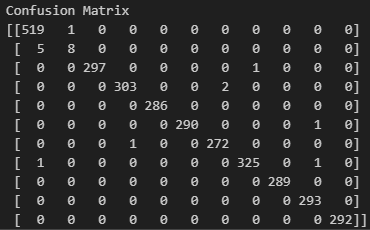 Confusion Matrix
[[519   1   0   0   0   0   0   0   0   0   0]
 [  5   8   0   0   0   0   0   0   0   0   0]
 [  0   0 297   0   0   0   0   1   0   0   0]
 [  0   0   0 303   0   0   2   0   0   0   0]
 [  0   0   0   0 286   0   0   0   0   0   0]
 [  0   0   0   0   0 290   0   0   0   1   0]
 [  0   0   0   1   0   0 272   0   0   0   0]
 [  1   0   0   0   0   0   0 325   0   1   0]
 [  0   0   0   0   0   0   0   0 289   0   0]
 [  0   0   0   0   0   0   0   0   0 293   0]
 [  0   0   0   0   0   0   0   0   0   0 292]]